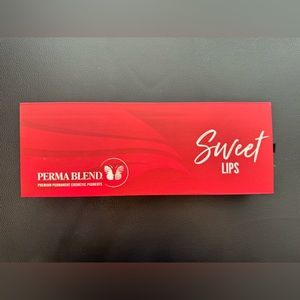 Sweet
LIPS
PERMA BLEND
PREMIUM PERMANENT COSMETIC PIGMENTS